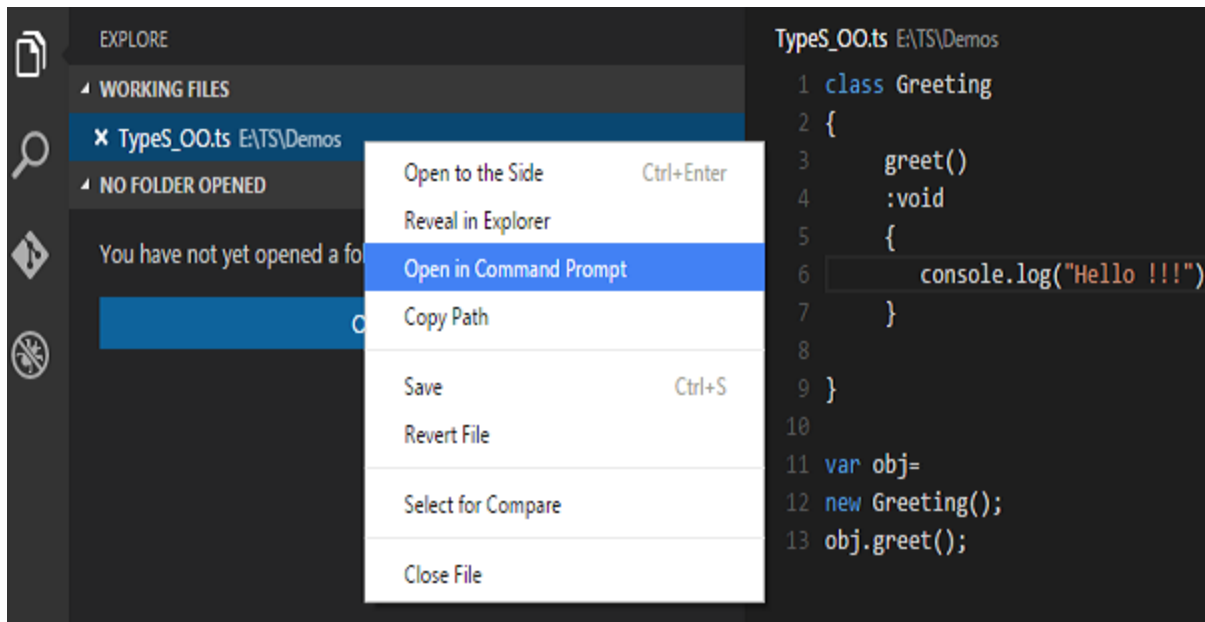 EXPLORE
WORKING FILES
TypeS_OO.ts E:\TS\Demos
NO FOLDER OPENED
You have not yet opened a fo
Open to the Side Ctrl+Enter
Reveal in Explorer
Open in Command Prompt
Copy Path
Save Ctrl+S
Revert File
Select for Compare
Close File
TypeS_OO.ts E:\TS\Demos
1 class Greeting
2 {
3 greet()
4 :void
5 {
6 console.log("Hello !!!")
7 }
8
9 }
10
11 var obj=
12 new Greeting();
13 obj.greet();